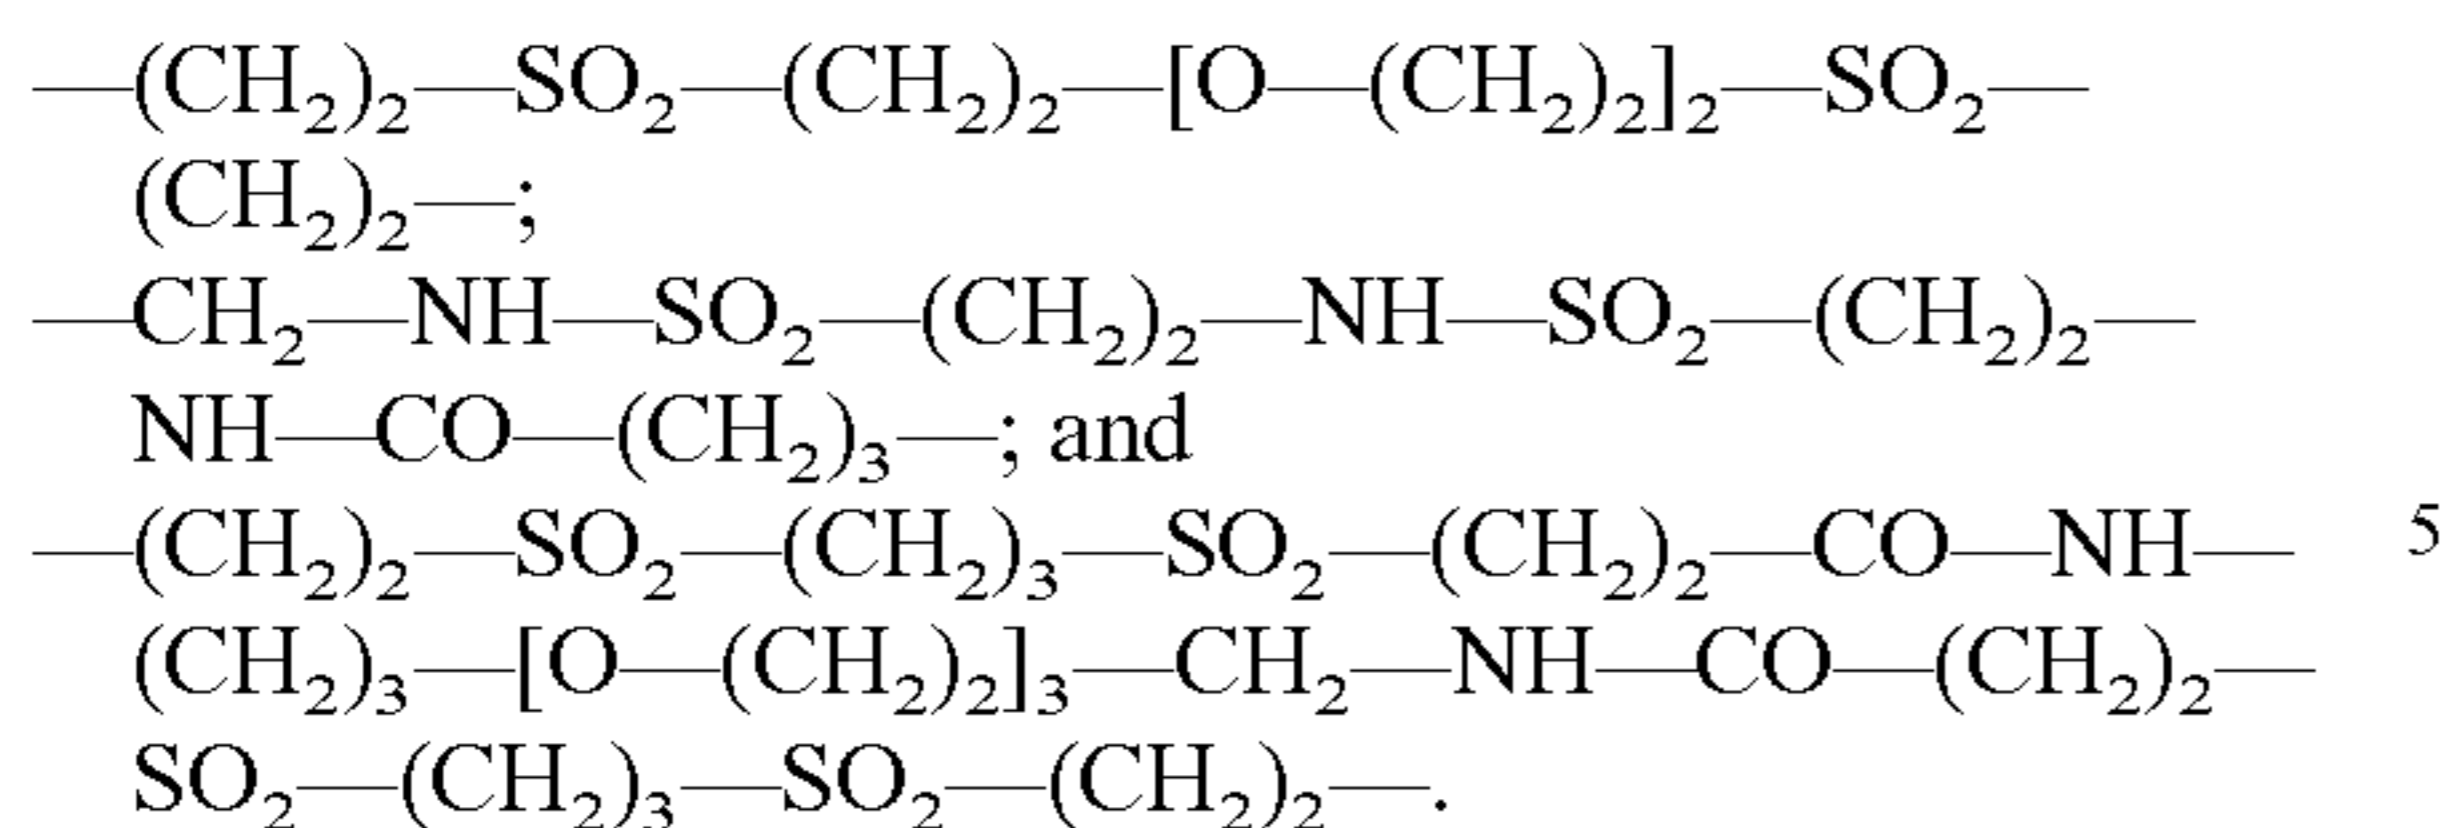 —(CH₂)₂—SO₂—(CH₂)₂—[O—(CH₂)₂]₂—SO₂—
(CH₂)₂—;
—CH₂—NH—SO₂—(CH₂)₂—NH—SO₂—(CH₂)₂—
NH—CO—(CH₂)₃—; and
—(CH₂)₂—SO₂—(CH₂)₃—SO₂—(CH₂)₂—CO—NH— 5
(CH₂)₃—[O—(CH₂)₂]₃—CH₂—NH—CO—(CH₂)₂—
SO₂—(CH₂)₃—SO₂—(CH₂)₂—.